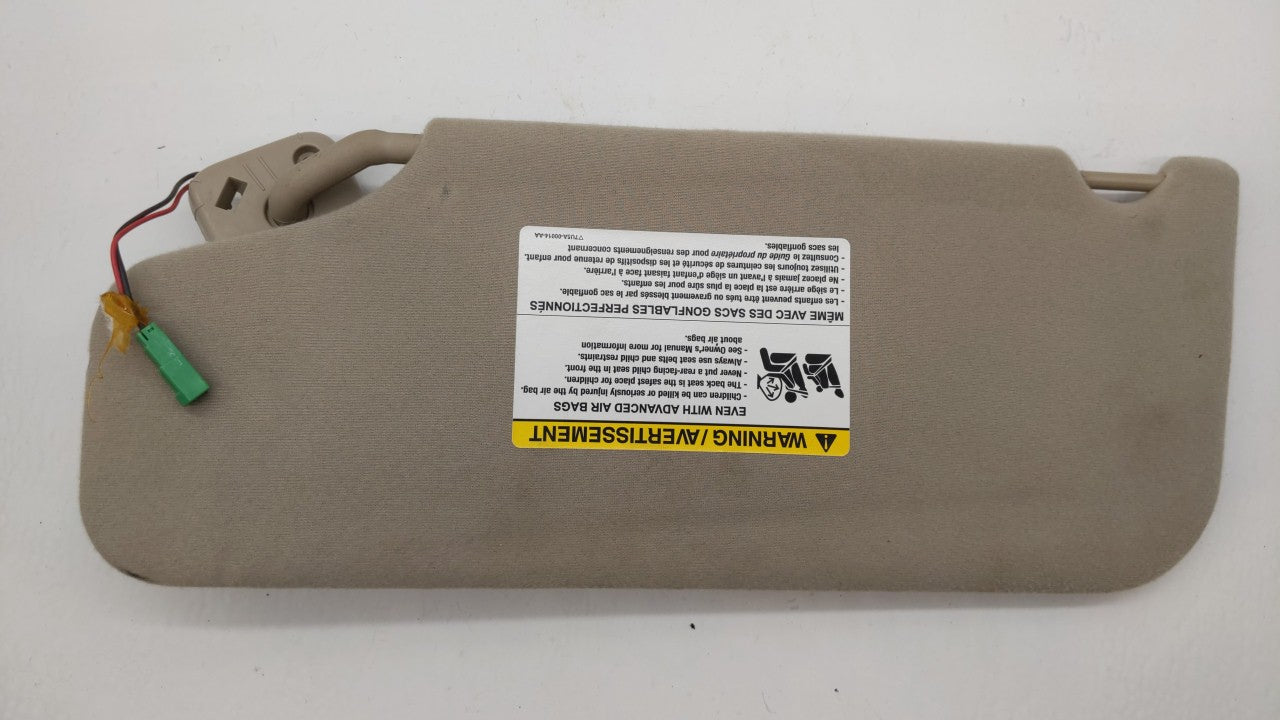 WARNING / AVERTISSEMENT
EVEN WITH ADVANCED AIR BAGS
- Children can be killed or seriously injured by the air bag.
- The back seat is the safest place for children.
- Never put a rear-facing child seat in the front.
- Always use seat belts and child restraints.
- See Owner's Manual for more information
about air bags.
MÊME AVEC DES SACS GONFLABLES PERFECTIONNÉS
- Les enfants peuvent être tués ou gravement blessés par le sac gonflable.
- Le siège arrière est la place la plus sûre pour les enfants.
- Ne placez jamais à l'avant un siège d'enfant faisant face à l'arrière.
- Utilisez toujours les ceintures de sécurité et les dispositifs de retenue pour enfant.
- Consultez le Guide du propriétaire pour des renseignements concernant
les sacs gonflables.